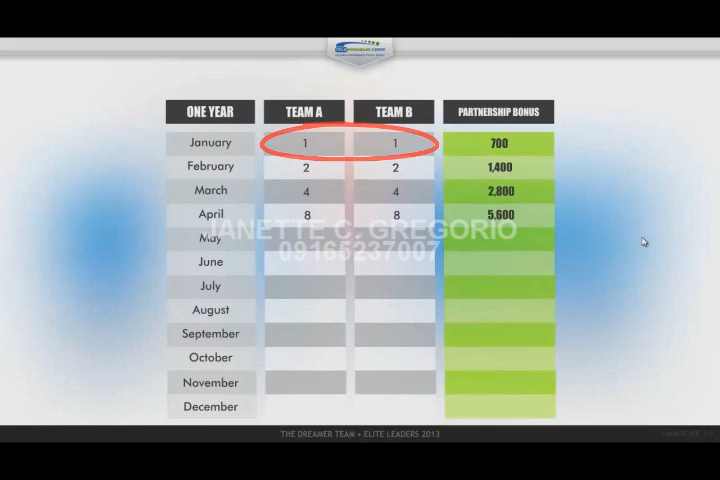 ONE YEAR TEAM A TEAM B PARTNERSHIP BONUS
January 1 1 700
February 2 2 1,400
March 4 4 2,800
April 8 8 5,600
JANETTE C. GREGORIO
May
09165237007
June
July
August
September
October
November
December
THE DREAMER TEAM • ELITE LEADERS 2013